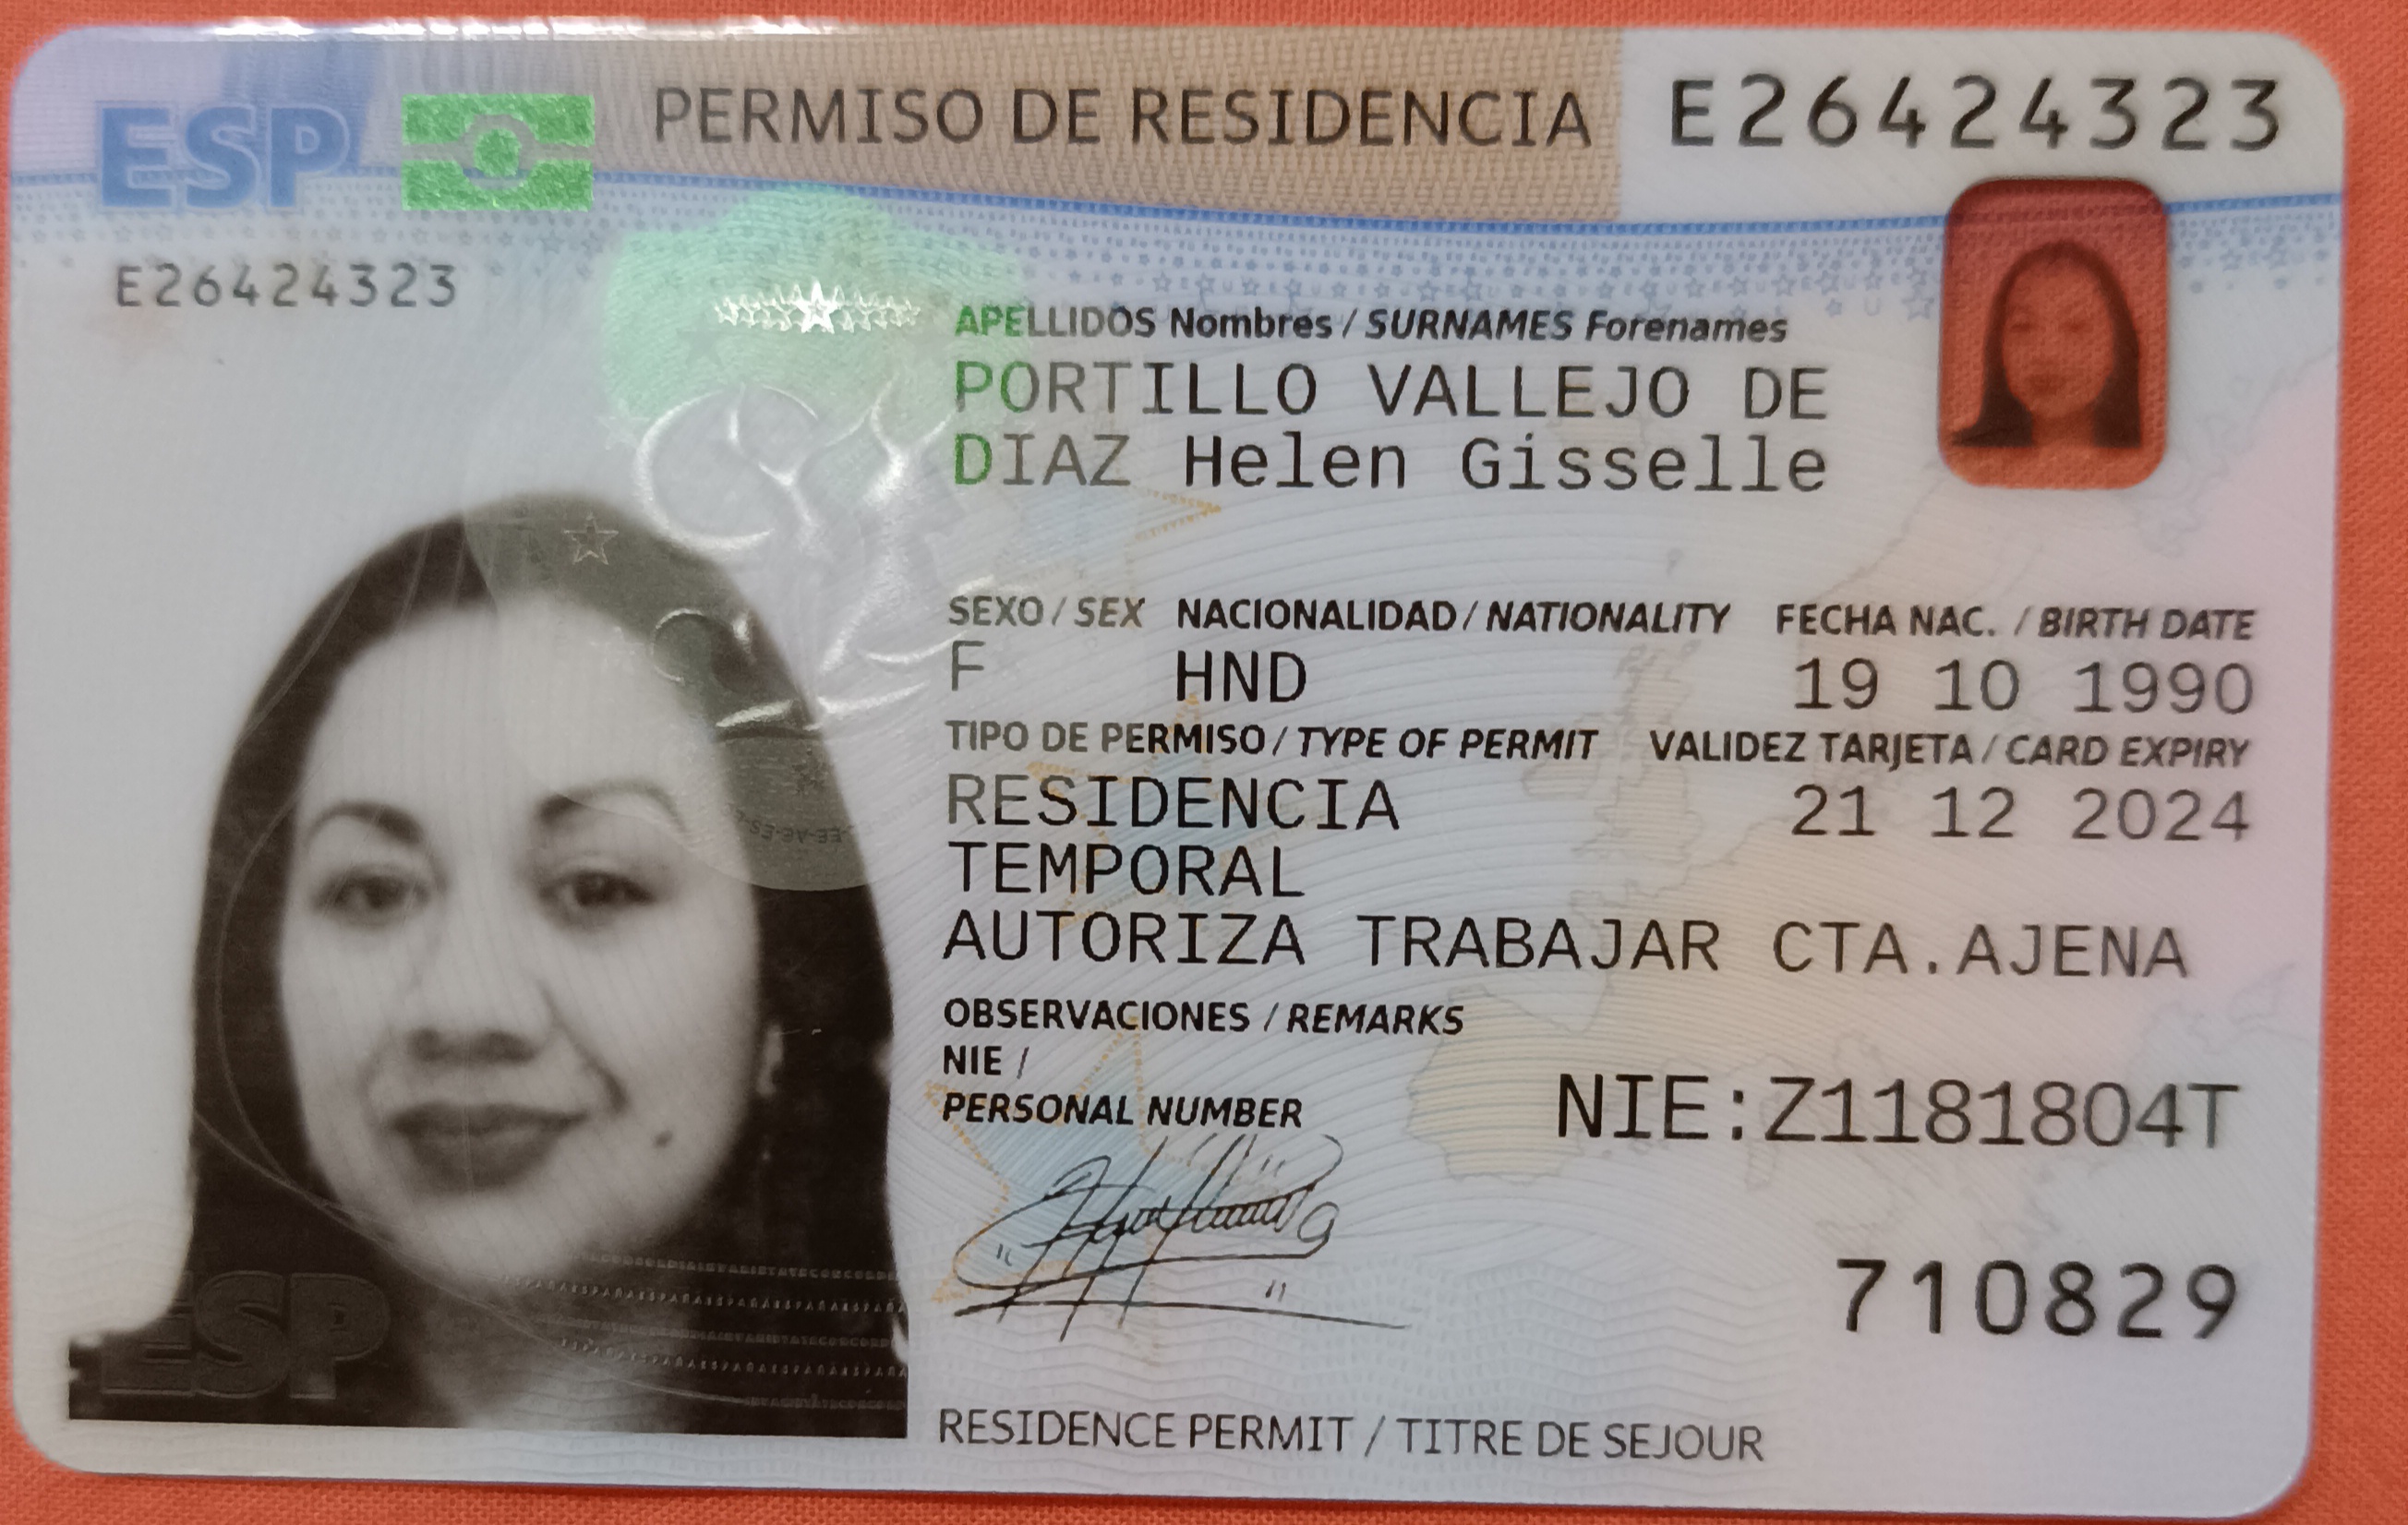 ESP PERMISO DE RESIDENCIA E26424323
E26424323
APELLIDOS Nombres / SURNAMES Forenames
PORTILLO VALLEJO DE
DIAZ Helen Gisselle
SEXO / SEX NACIONALIDAD / NATIONALITY FECHA NAC. / BIRTH DATE
F HND 19 10 1990
TIPO DE PERMISO / TYPE OF PERMIT VALIDEZ TARJETA / CARD EXPIRY
RESIDENCIA 21 12 2024
TEMPORAL
AUTORIZA TRABAJAR CTA.AJENA
OBSERVACIONES / REMARKS
NIE /
PERSONAL NUMBER NIE:Z1181804T
710829
ESP
RESIDENCE PERMIT / TITRE DE SEJOUR